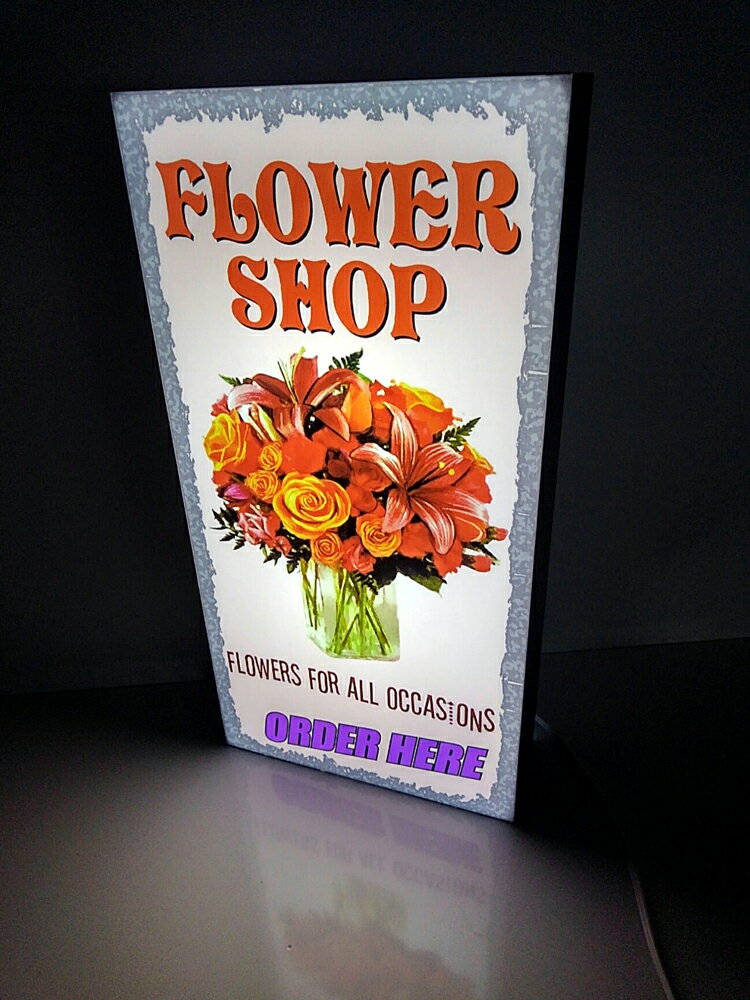 FLOWER
SHOP
FLOWERS FOR ALL OCCASIONS
ORDER HERE